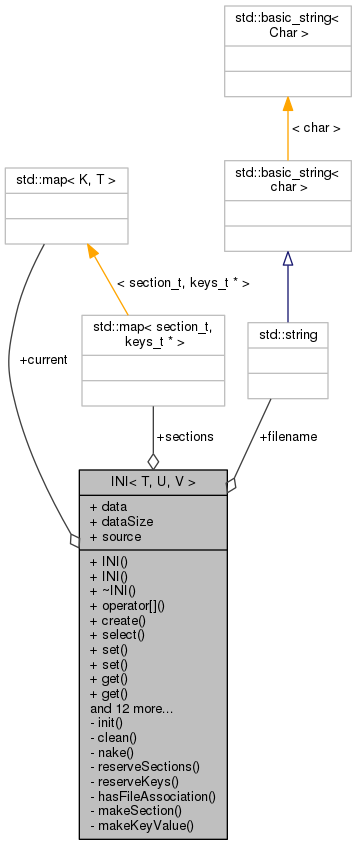 std::basic_string<
Char >
< char >
std::map< K, T >
std::basic_string<
char >
< section_t, keys_t * >
std::map< section_t,
keys_t * >
std::string
+current
+sections
+filename
INI< T, U, V >
+ data
+ dataSize
+ source
+ INI()
+ INI()
+ ~INI()
+ operator[]()
+ create()
+ select()
+ set()
+ set()
+ get()
+ get()
and 12 more...
- init()
- clean()
- nake()
- reserveSections()
- reserveKeys()
- hasFileAssociation()
- makeSection()
- makeKeyValue()